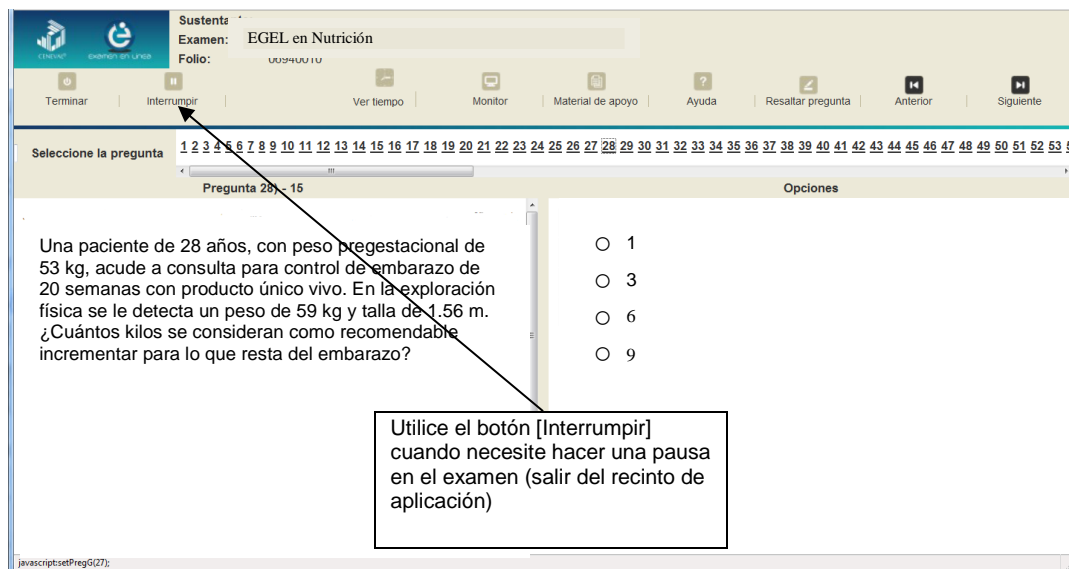 Sustenta
Examen: EGEL en Nutrición
Folio: 06940010
CENEVAL examen en línea
Terminar Interrumpir Ver tiempo Monitor Material de apoyo Ayuda Resaltar pregunta Anterior Siguiente
Seleccione la pregunta 1 2 3 4 5 6 7 8 9 10 11 12 13 14 15 16 17 18 19 20 21 22 23 24 25 26 27 28 29 30 31 32 33 34 35 36 37 38 39 40 41 42 43 44 45 46 47 48 49 50 51 52 53
Pregunta 28) - 15 Opciones
Una paciente de 28 años, con peso pregestacional de
53 kg, acude a consulta para control de embarazo de
20 semanas con producto único vivo. En la exploración
física se le detecta un peso de 59 kg y talla de 1.56 m.
¿Cuántos kilos se consideran como recomendable
incrementar para lo que resta del embarazo?
1
3
6
9
Utilice el botón [Interrumpir]
cuando necesite hacer una pausa
en el examen (salir del recinto de
aplicación)
javascript:setPregG(27);